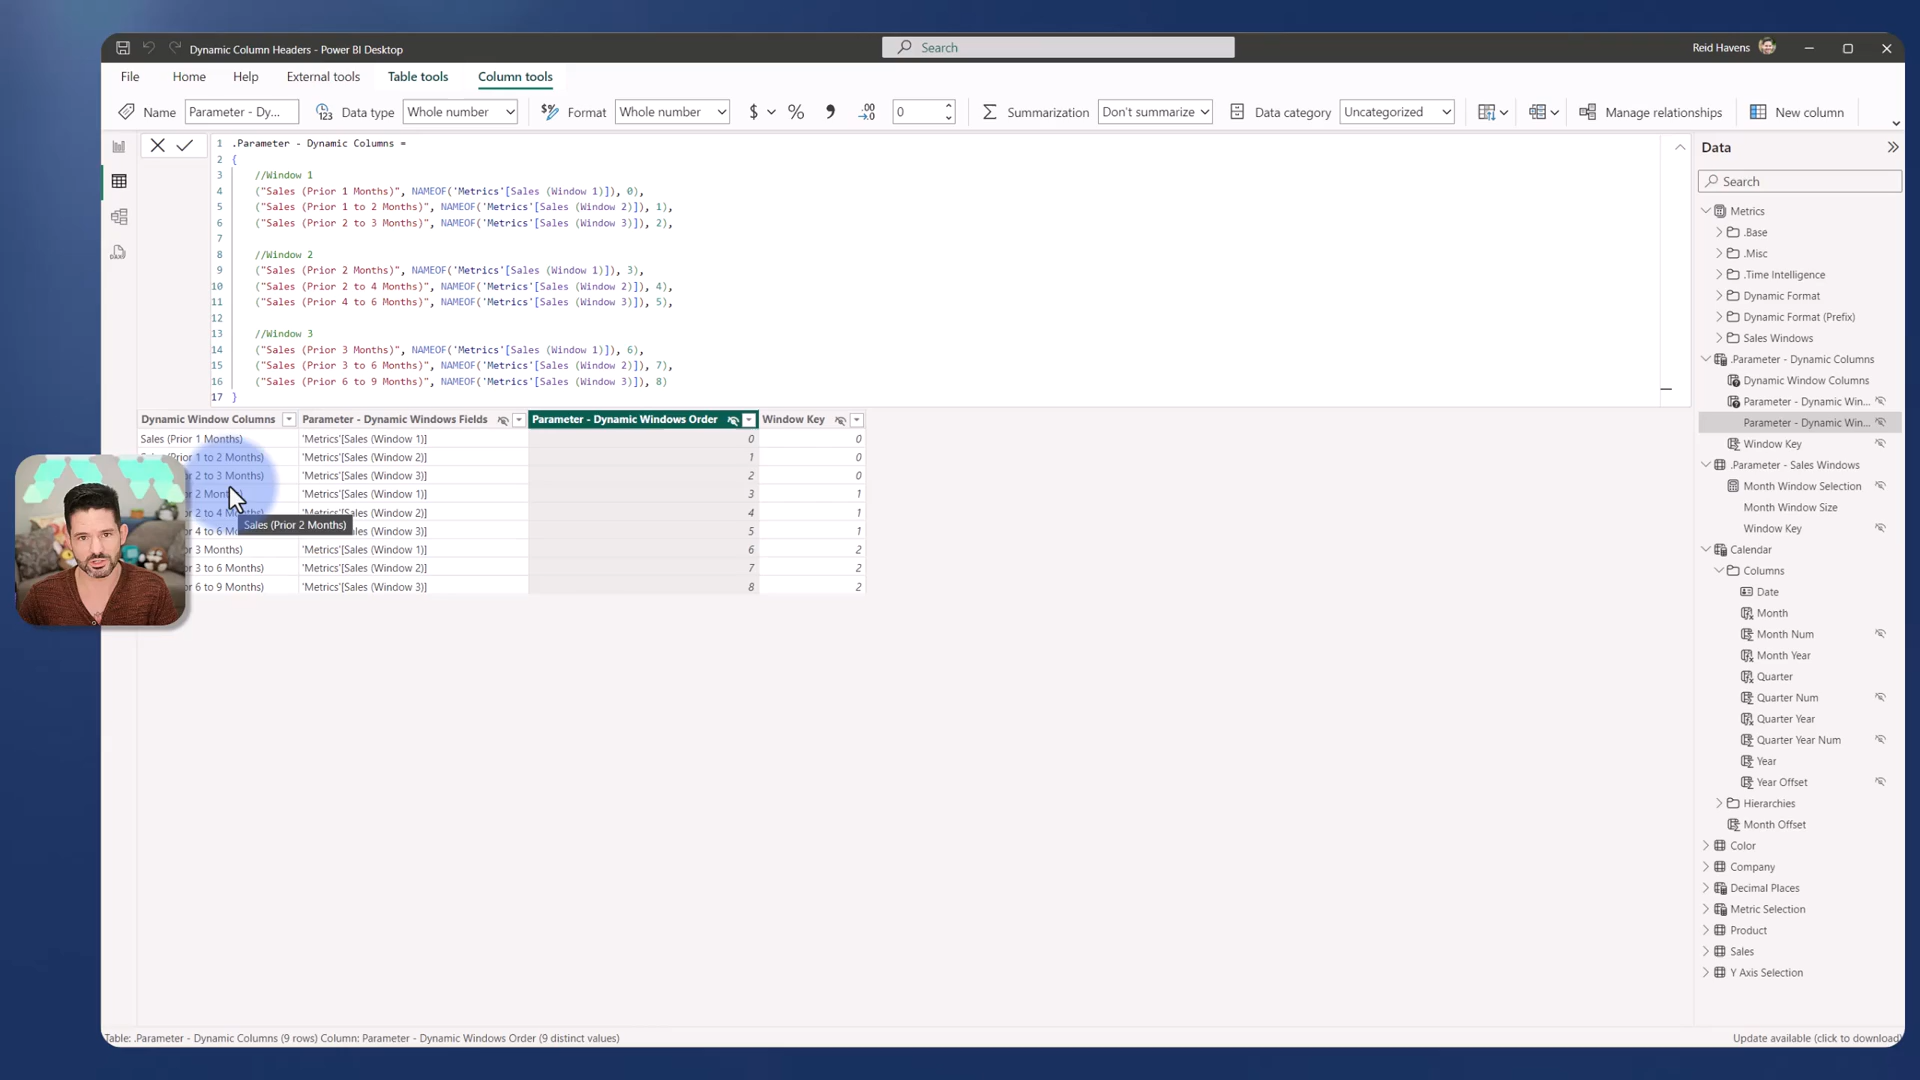 Dynamic Column Headers - Power BI Desktop
Search
Reid Havens
File Home Help External tools Table tools Column tools
Name Parameter - Dy... Data type Whole number Format Whole number $ % 0 Summarization Don't summarize Data category Uncategorized Manage relationships New column
1 .Parameter - Dynamic Columns =
2 {
3 //Window 1
4 ("Sales (Prior 1 Months)", NAMEOF('Metrics'[Sales (Window 1)]), 0),
5 ("Sales (Prior 1 to 2 Months)", NAMEOF('Metrics'[Sales (Window 2)]), 1),
6 ("Sales (Prior 2 to 3 Months)", NAMEOF('Metrics'[Sales (Window 3)]), 2),
7
8 //Window 2
9 ("Sales (Prior 2 Months)", NAMEOF('Metrics'[Sales (Window 1)]), 3),
10 ("Sales (Prior 2 to 4 Months)", NAMEOF('Metrics'[Sales (Window 2)]), 4),
11 ("Sales (Prior 4 to 6 Months)", NAMEOF('Metrics'[Sales (Window 3)]), 5),
12
13 //Window 3
14 ("Sales (Prior 3 Months)", NAMEOF('Metrics'[Sales (Window 1)]), 6),
15 ("Sales (Prior 3 to 6 Months)", NAMEOF('Metrics'[Sales (Window 2)]), 7),
16 ("Sales (Prior 6 to 9 Months)", NAMEOF('Metrics'[Sales (Window 3)]), 8)
17 }
Dynamic Window Columns Parameter - Dynamic Windows Fields Parameter - Dynamic Windows Order Window Key
Sales (Prior 1 Months) 'Metrics'[Sales (Window 1)] 0 0
1 to 2 Months) 'Metrics'[Sales (Window 2)] 1 0
2 to 3 Months) 'Metrics'[Sales (Window 3)] 2 0
2 'Metrics'[Sales (Window 1)] 3 1
2 to 4 Months) 'Metrics'[Sales (Window 2)] 4 1
4 to 6 'Metrics'[Sales (Window 3)] 5 1
3 Months) 'Metrics'[Sales (Window 1)] 6 2
3 to 6 Months) 'Metrics'[Sales (Window 2)] 7 2
6 to 9 Months) 'Metrics'[Sales (Window 3)] 8 2
Sales (Prior 2 Months)
Data
Search
Metrics
.Base
.Misc
.Time Intelligence
Dynamic Format
Dynamic Format (Prefix)
Sales Windows
.Parameter - Dynamic Columns
Dynamic Window Columns
Parameter - Dynamic Win...
Parameter - Dynamic Win...
Window Key
.Parameter - Sales Windows
Month Window Selection
Month Window Size
Window Key
Calendar
Columns
Date
Month
Month Num
Month Year
Quarter
Quarter Num
Quarter Year
Quarter Year Num
Year
Year Offset
Hierarchies
Month Offset
Color
Company
Decimal Places
Metric Selection
Product
Sales
Y Axis Selection
Table: .Parameter - Dynamic Columns (9 rows) Column: Parameter - Dynamic Windows Order (9 distinct values)
Update available (click to download)